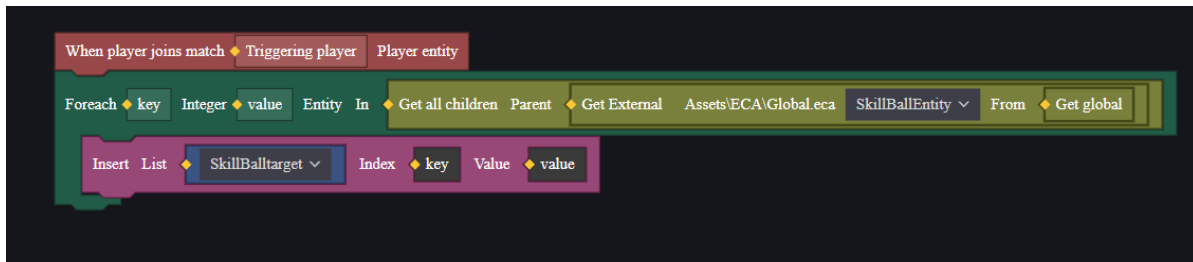 When player joins match Triggering player Player entity
Foreach key Integer value Entity In Get all children Parent Get External Assets\ECA\Global.eca SkillBallEntity From Get global
Insert List SkillBalltarget Index key Value value